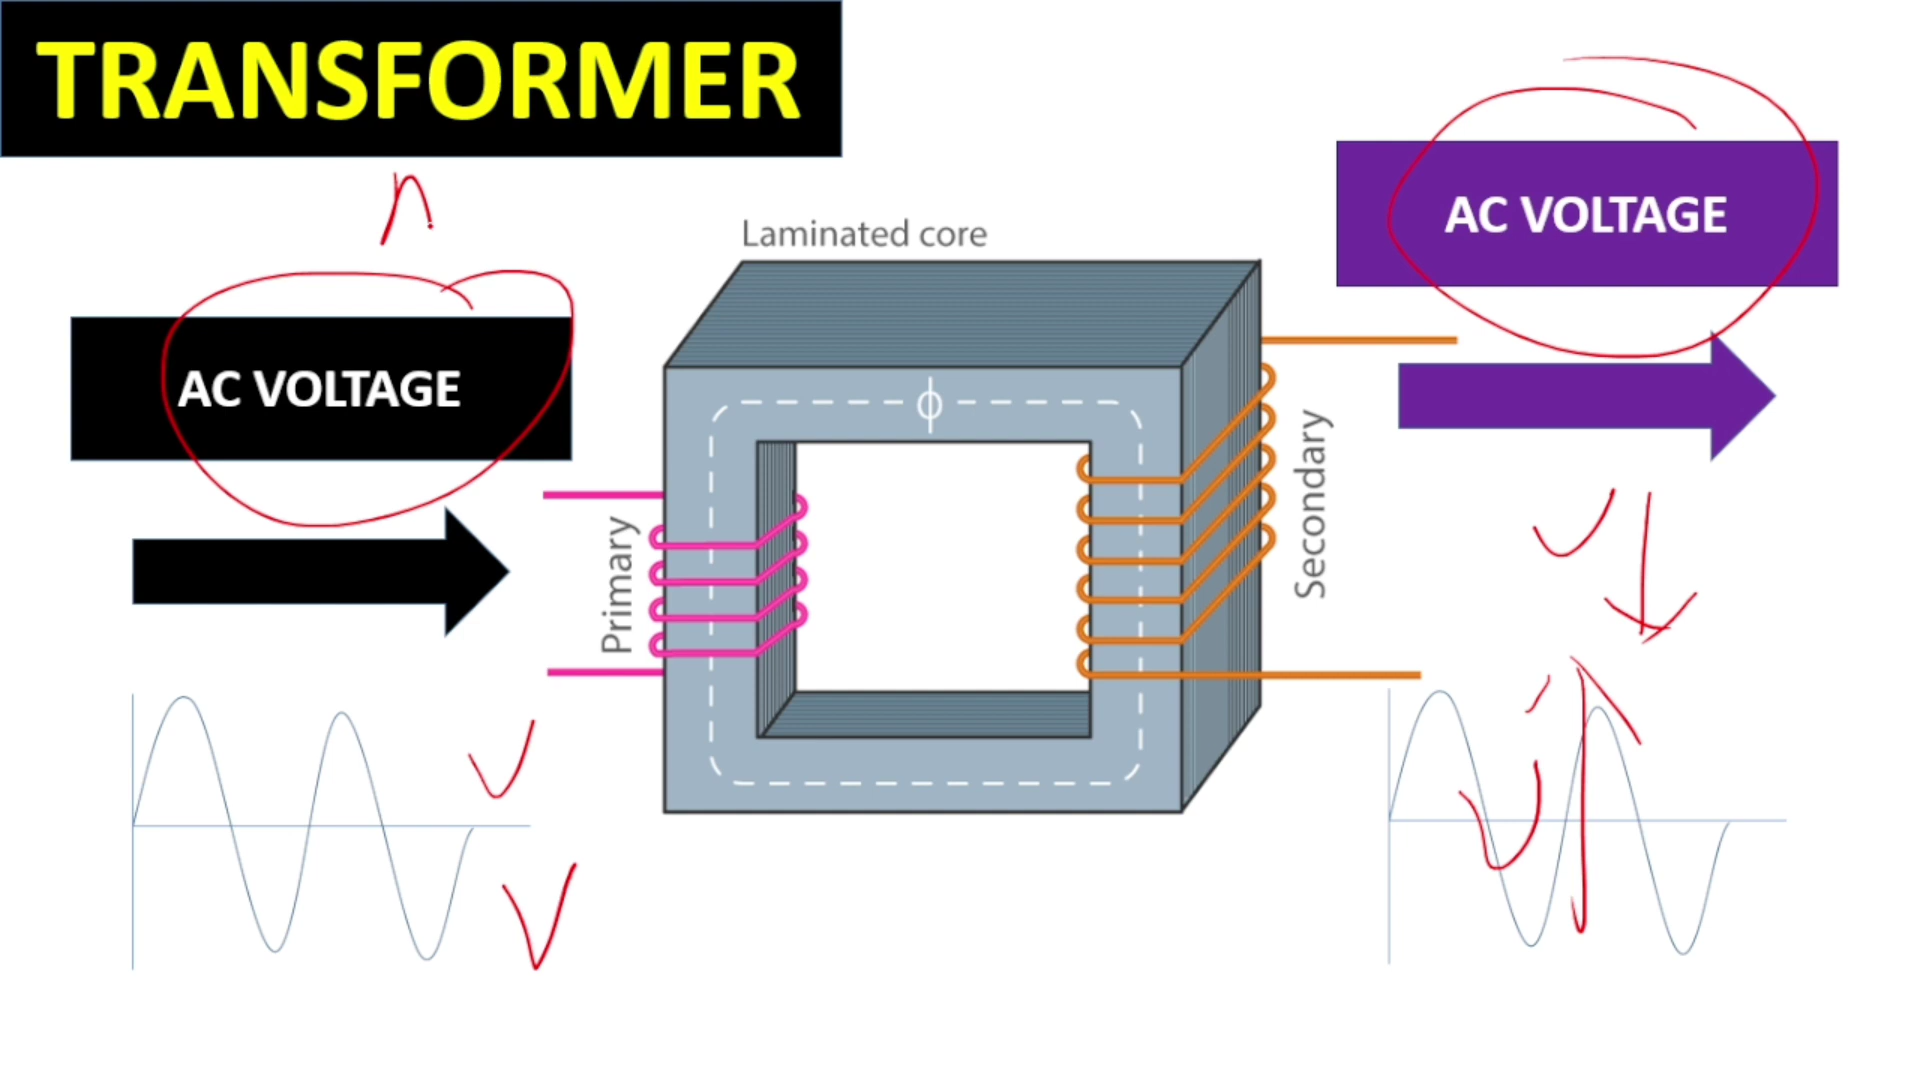 TRANSFORMER
AC VOLTAGE
Laminated core
AC VOLTAGE
ϕ
Primary
Secondary